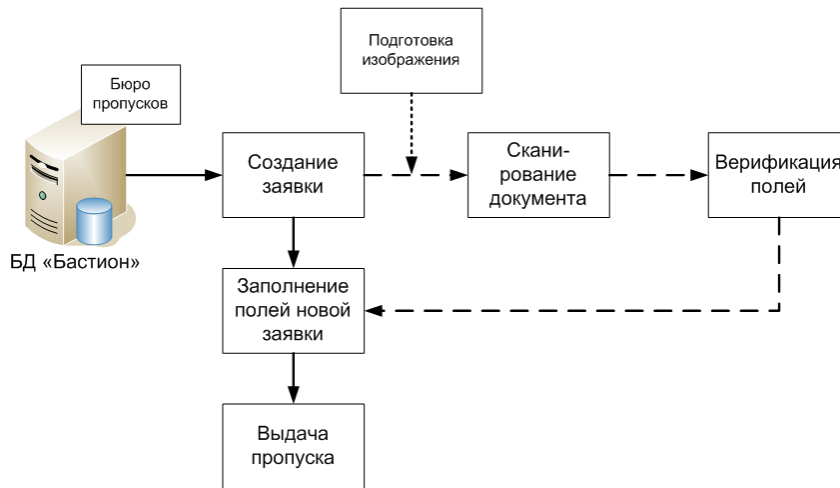 Подготовка
изображения
Бюро
пропусков
Создание
заявки
Скани-
рование
документа
Верификация
полей
БД «Бастион»
Заполнение
полей новой
заявки
Выдача
пропуска